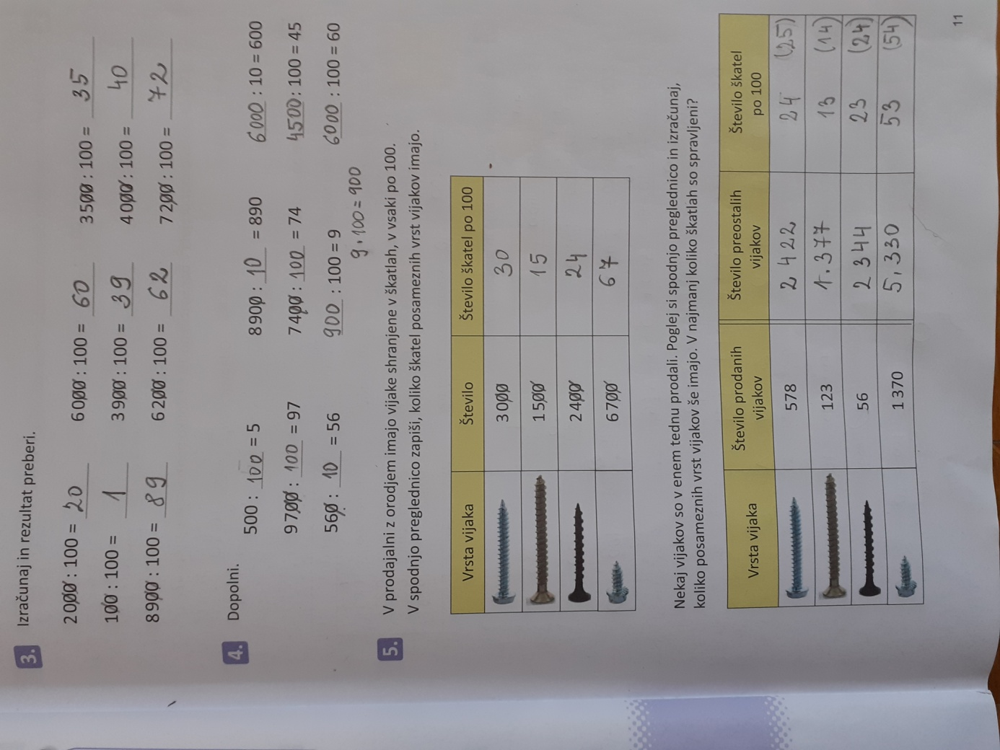 3. Izračunaj in rezultat preberi.
2000 : 100 = 20 6000 : 100 = 60 3500 : 100 = 35
100 : 100 = 1 3900 : 100 = 39 4000 : 100 = 40
8900 : 100 = 89 6200 : 100 = 62 7200 : 100 = 72
4. Dopolni.
500 : 100 = 5 8900 : 10 = 890 6000 : 10 = 600
9700 : 100 = 97 7400 : 100 = 74 4500 : 100 = 45
560 : 10 = 56 900 : 100 = 9 6000 : 100 = 60
9 · 100 = 900
5. V prodajalni z orodjem imajo vijake shranjene v škatlah, v vsaki po 100.
V spodnjo preglednico zapiši, koliko škatel posameznih vrst vijakov imajo.
Vrsta vijaka Število Število škatel po 100
3000 30
1500 15
2400 24
6700 67
Nekaj vijakov so v enem tednu prodali. Poglej si spodnjo preglednico in izračunaj,
koliko posameznih vrst vijakov še imajo. V najmanj koliko škatlah so spravljeni?
Vrsta vijaka Število prodanih vijakov Število preostalih vijakov Število škatel po 100
578 2 422 24 (25)
123 1.377 13 (14)
56 2 344 23 (24)
1 370 5.330 53 (54)
11